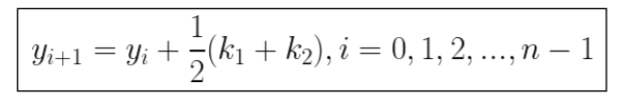 y_{i+1} = y_i + \frac{1}{2}(k_1 + k_2), i = 0, 1, 2, ..., n − 1